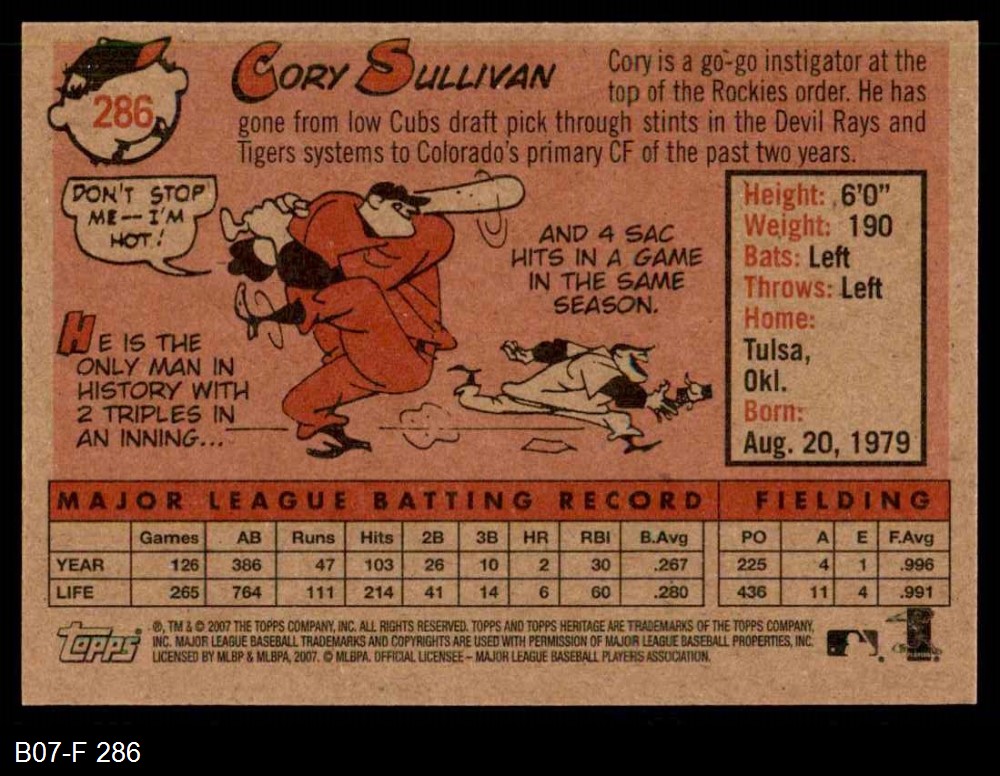 286
CORY SULLIVAN
Cory is a go-go instigator at the
top of the Rockies order. He has
gone from low Cubs draft pick through stints in the Devil Rays and
Tigers systems to Colorado's primary CF of the past two years.
DON'T STOP
ME--I'M
HOT!
AND 4 SAC
HITS IN A GAME
IN THE SAME
SEASON.
HE IS THE
ONLY MAN IN
HISTORY WITH
2 TRIPLES IN
AN INNING...
Height: 6'0"
Weight: 190
Bats: Left
Throws: Left
Home:
Tulsa,
Okl.
Born:
Aug. 20, 1979
MAJOR LEAGUE BATTING RECORD FIELDING
Games AB Runs Hits 2B 3B HR RBI B.Avg PO A E F.Avg
YEAR 126 386 47 103 26 10 2 30 .267 225 4 1 .996
LIFE 265 764 111 214 41 14 6 60 .280 436 11 4 .991
Topps®
®, TM & © 2007 THE TOPPS COMPANY, INC. ALL RIGHTS RESERVED. TOPPS AND TOPPS HERITAGE ARE TRADEMARKS OF THE TOPPS COMPANY,
INC. MAJOR LEAGUE BASEBALL TRADEMARKS AND COPYRIGHTS ARE USED WITH PERMISSION OF MAJOR LEAGUE BASEBALL PROPERTIES, INC.
LICENSED BY MLBP & MLBPA, 2007. © MLBPA. OFFICIAL LICENSEE – MAJOR LEAGUE BASEBALL PLAYERS ASSOCIATION.
B07-F 286